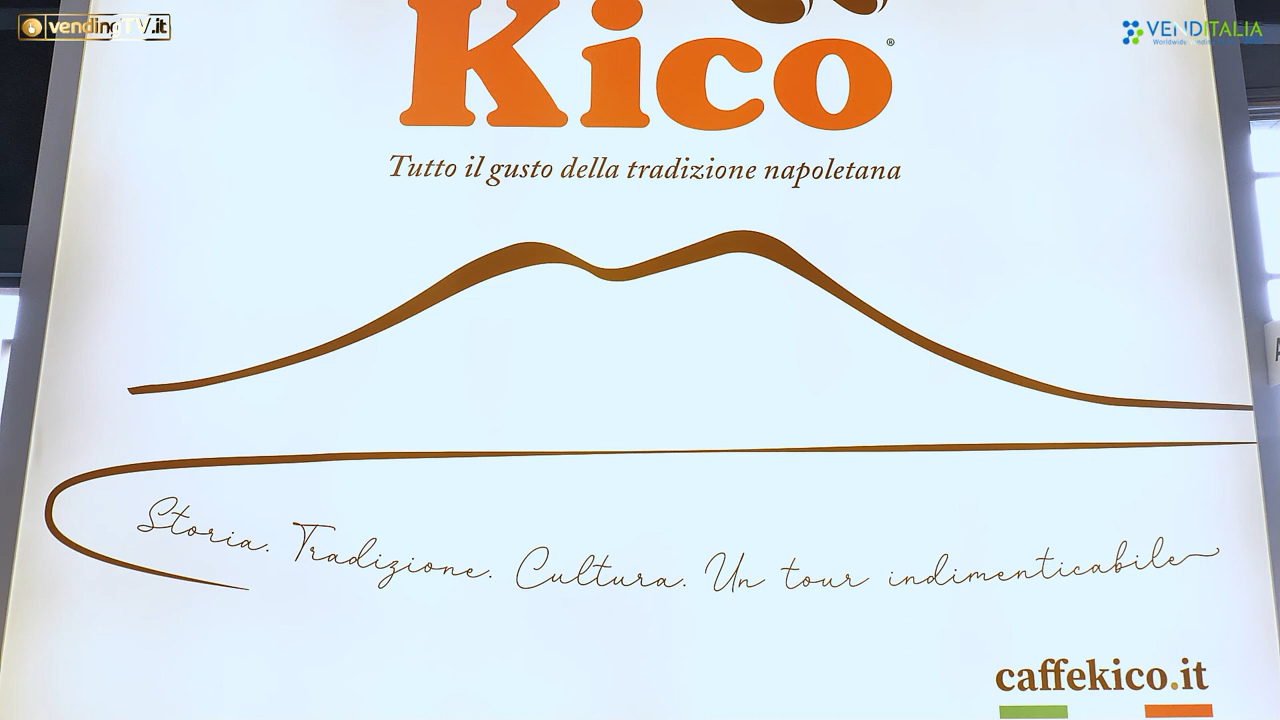 vendingTV.it
VENDITALIA
Kico®
Tutto il gusto della tradizione napoletana
Storia. Tradizione. Cultura. Un tour indimenticabile
caffekico.it